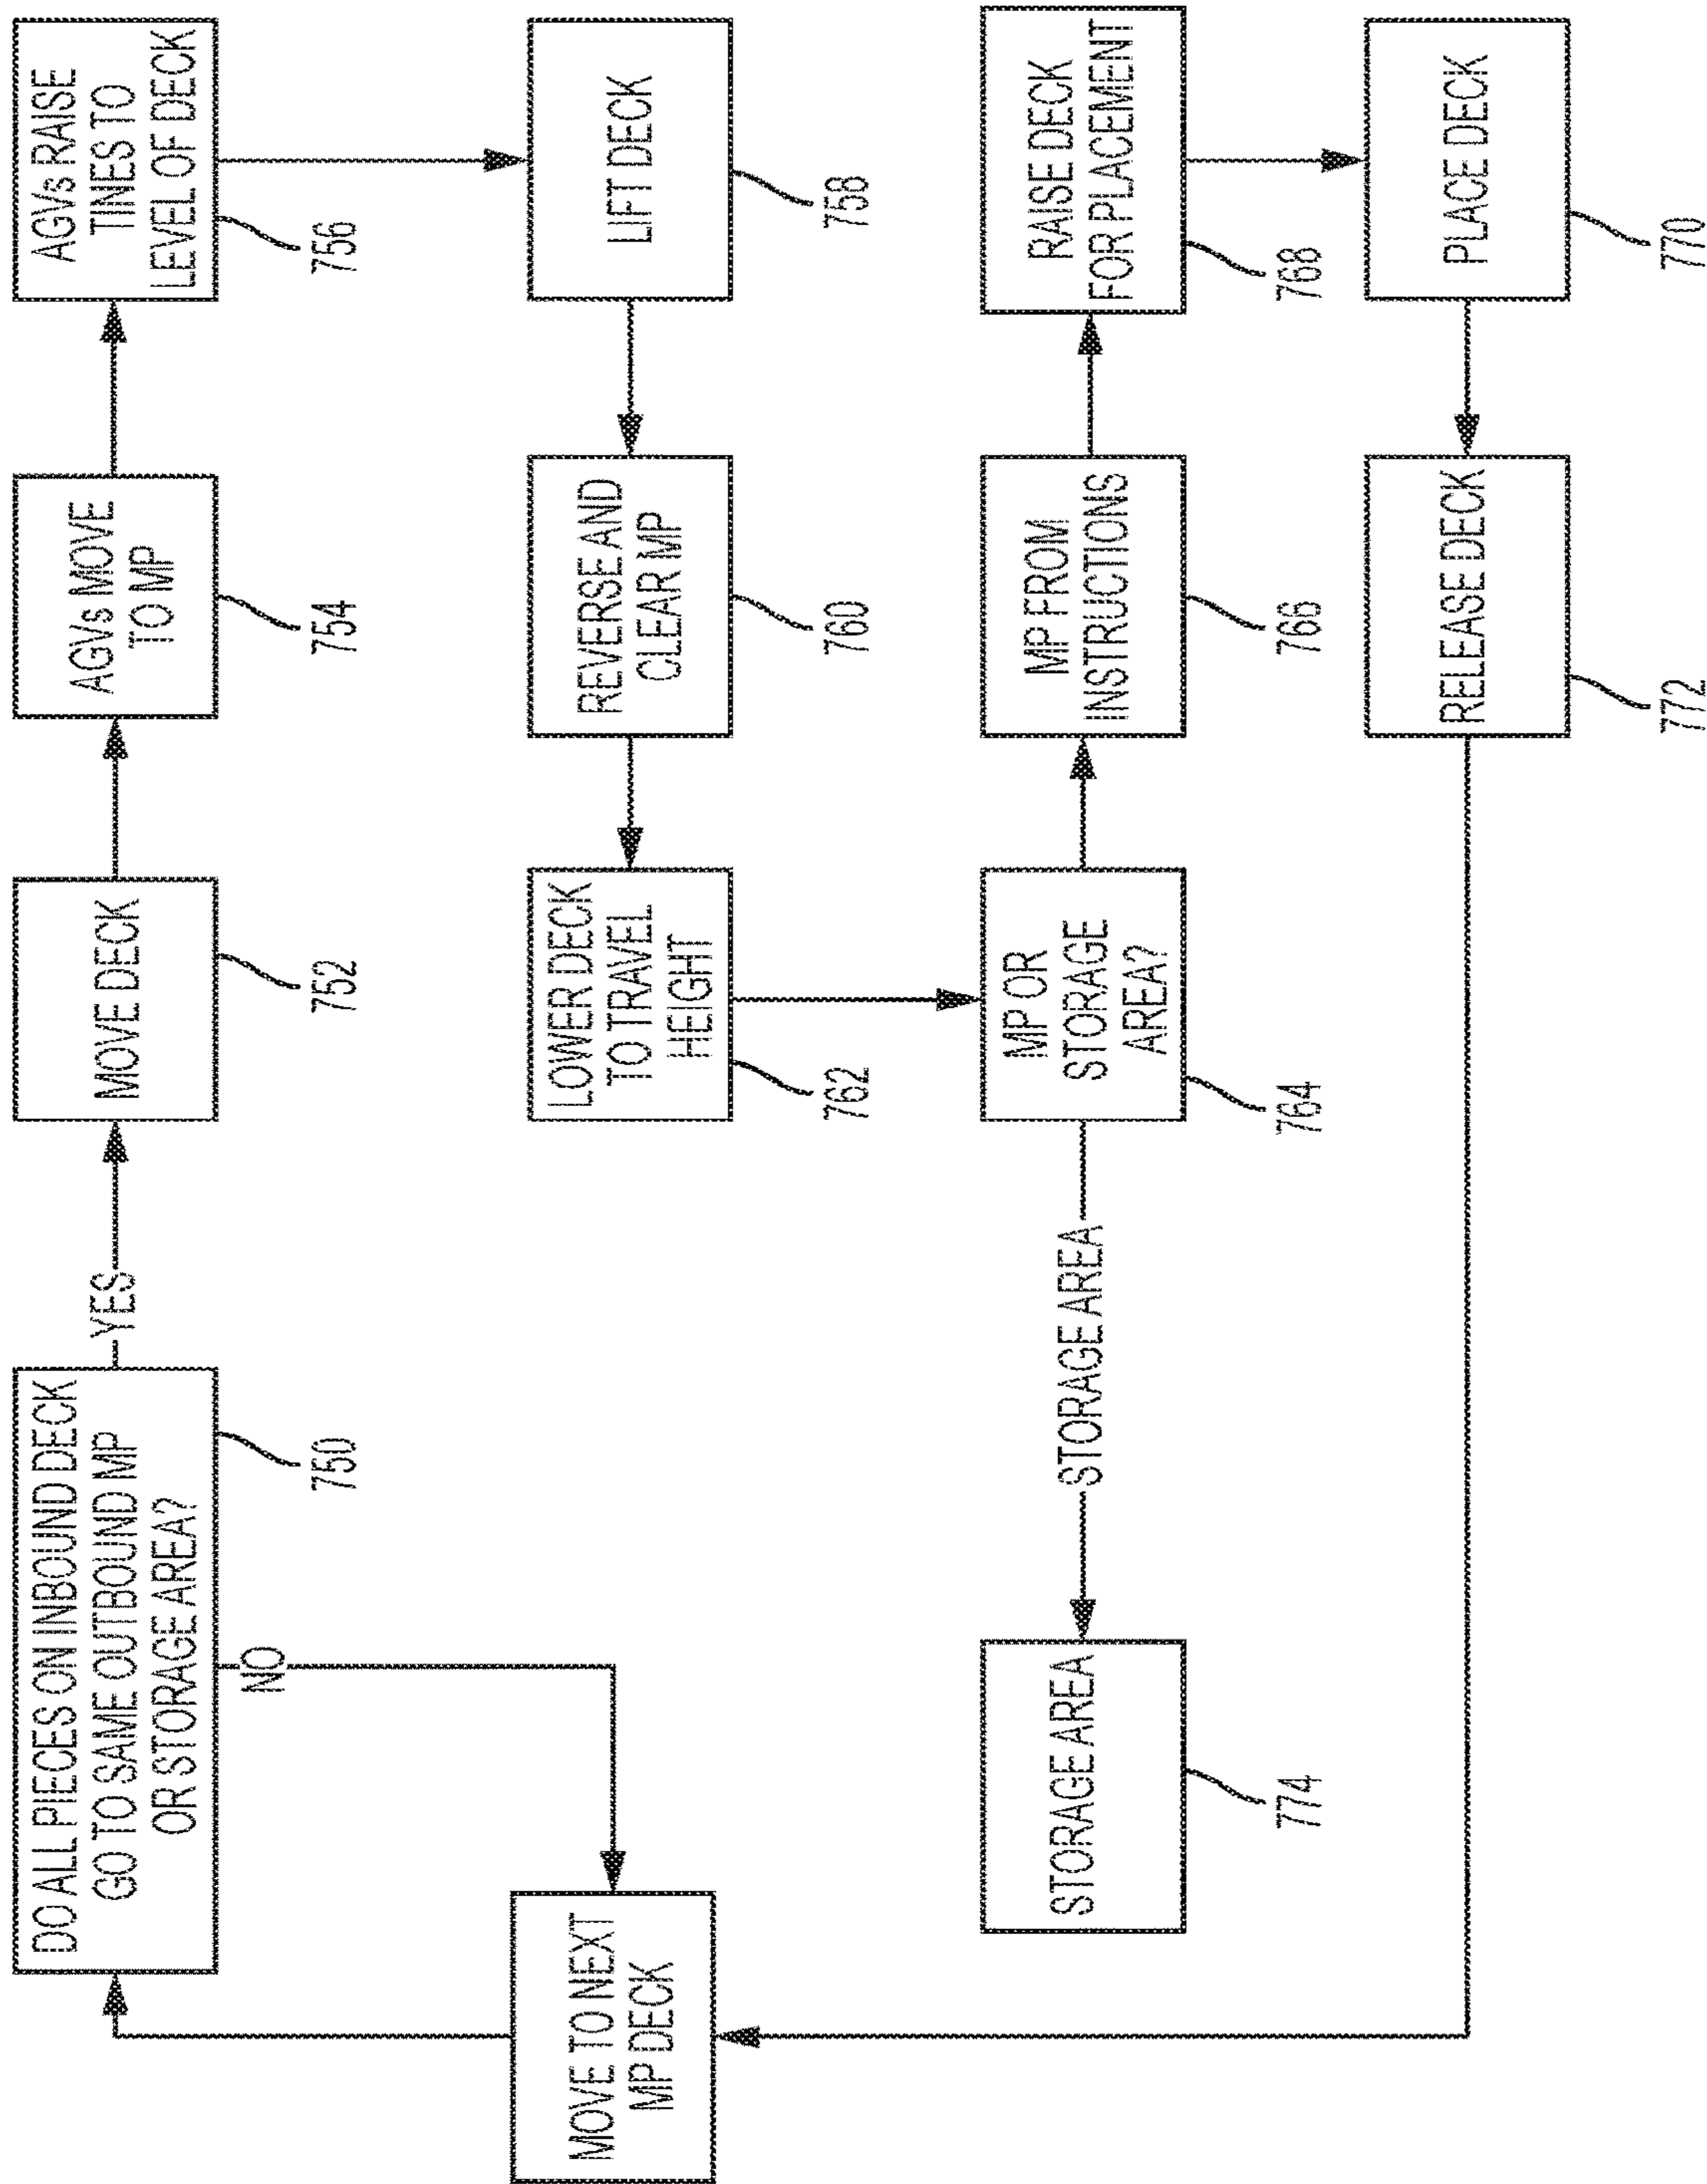 DO ALL PIECES ON INBOUND DECK
GO TO SAME OUTBOUND MP
OR STORAGE AREA?
750
YES
NO
MOVE DECK
752
AGVs MOVE
TO MP
754
AGVs RAISE
TINES TO
LEVEL OF DECK
756
MOVE TO NEXT
MP DECK
LOWER DECK
TO TRAVEL
HEIGHT
762
REVERSE AND
CLEAR MP
760
LIFT DECK
758
STORAGE AREA
774
STORAGE AREA
MP OR
STORAGE
AREA?
764
MP FROM
INSTRUCTIONS
766
RAISE DECK
FOR PLACEMENT
768
RELEASE DECK
772
PLACE DECK
770